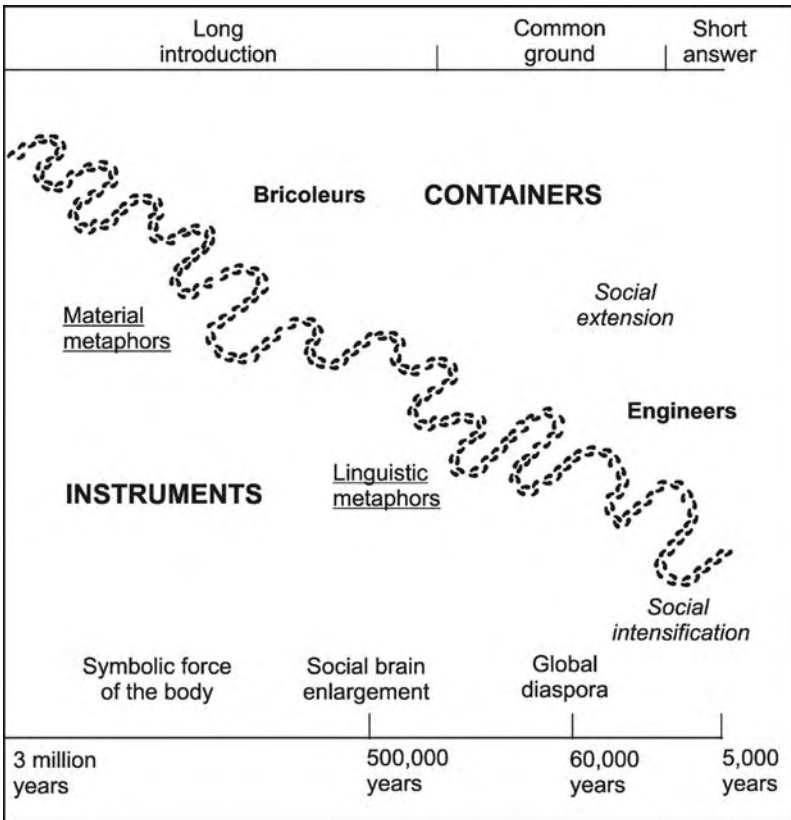 Long
introduction
Common
ground
Short
answer
Bricoleurs
CONTAINERS
Social
extension
Material
metaphors
Engineers
Linguistic
metaphors
INSTRUMENTS
Social
intensification
Symbolic force
of the body
Social brain
enlargement
Global
diaspora
3 million
years
500,000
years
60,000
years
5,000
years